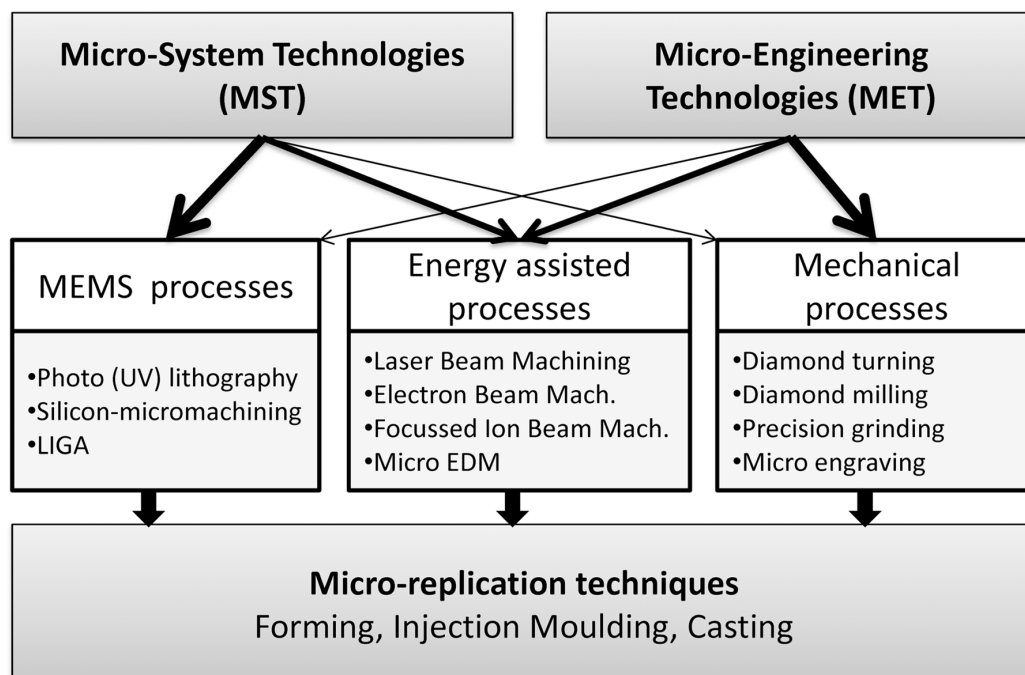 Micro-System Technologies
(MST)
Micro-Engineering
Technologies (MET)
MEMS processes
•Photo (UV) lithography
•Silicon-micromachining
•LIGA
Energy assisted
processes
•Laser Beam Machining
•Electron Beam Mach.
•Focussed Ion Beam Mach.
•Micro EDM
Mechanical
processes
•Diamond turning
•Diamond milling
•Precision grinding
•Micro engraving
Micro-replication techniques
Forming, Injection Moulding, Casting